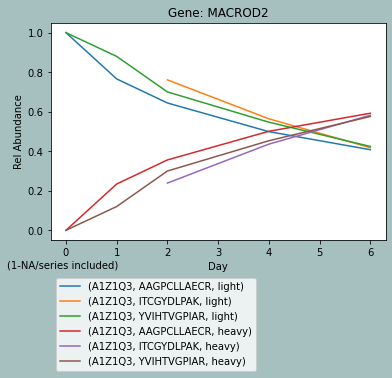 Gene: MACROD2
Rel Abundance
1.0
0.8
0.6
0.4
0.2
0.0
0 1 2 3 4 5 6
(1-NA/series included)
Day
(A1Z1Q3, AAGPCLLAECR, light)
(A1Z1Q3, ITCGYDLPAK, light)
(A1Z1Q3, YVIHTVGPIAR, light)
(A1Z1Q3, AAGPCLLAECR, heavy)
(A1Z1Q3, ITCGYDLPAK, heavy)
(A1Z1Q3, YVIHTVGPIAR, heavy)